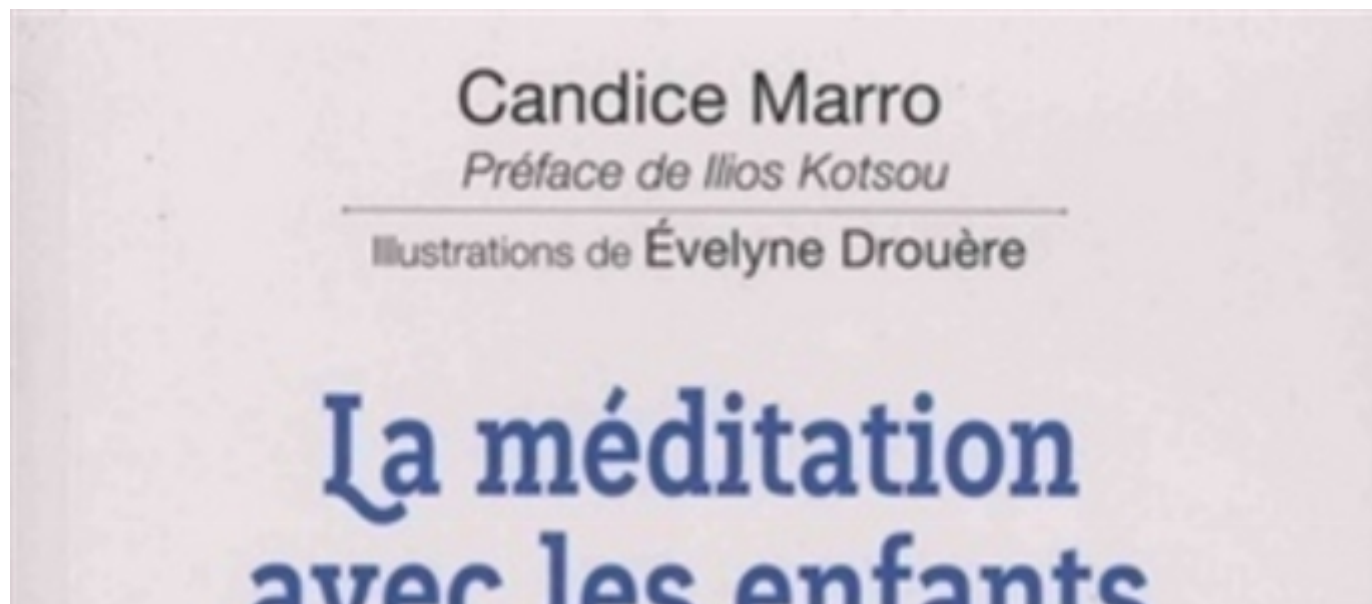 Candice Marro
Préface de Ilios Kotsou
Illustrations de Évelyne Drouère
La méditation
avec les enfants